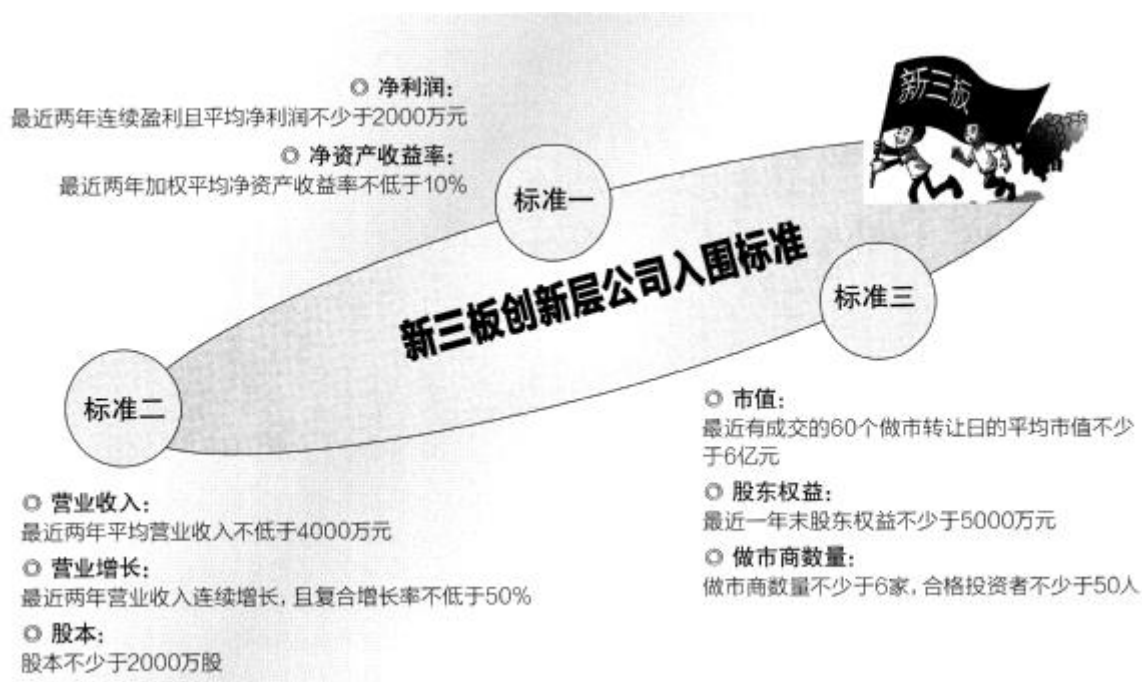 新三板
◎ 净利润：
最近两年连续盈利且平均净利润不少于2000万元
◎ 净资产收益率：
最近两年加权平均净资产收益率不低于10%
标准一
新三板创新层公司入围标准
标准三
标准二
◎ 市值：
最近有成交的60个做市转让日的平均市值不少
于6亿元
◎ 股东权益：
最近一年末股东权益不少于5000万元
◎ 做市商数量：
做市商数量不少于6家，合格投资者不少于50人
◎ 营业收入：
最近两年平均营业收入不低于4000万元
◎ 营业增长：
最近两年营业收入连续增长，且复合增长率不低于50%
◎ 股本：
股本不少于2000万股